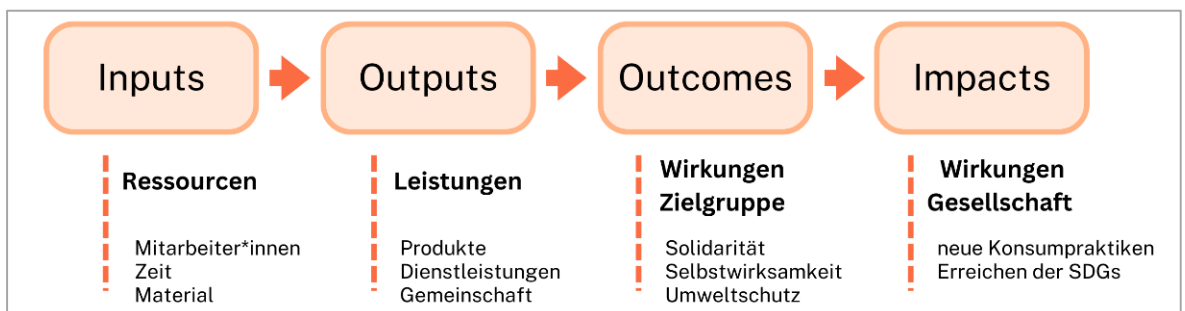 Inputs
Outputs
Outcomes
Impacts
Ressourcen
Mitarbeiter*innen
Zeit
Material
Leistungen
Produkte
Dienstleistungen
Gemeinschaft
Wirkungen
Zielgruppe
Solidarität
Selbstwirksamkeit
Umweltschutz
Wirkungen
Gesellschaft
neue Konsumpraktiken
Erreichen der SDGs